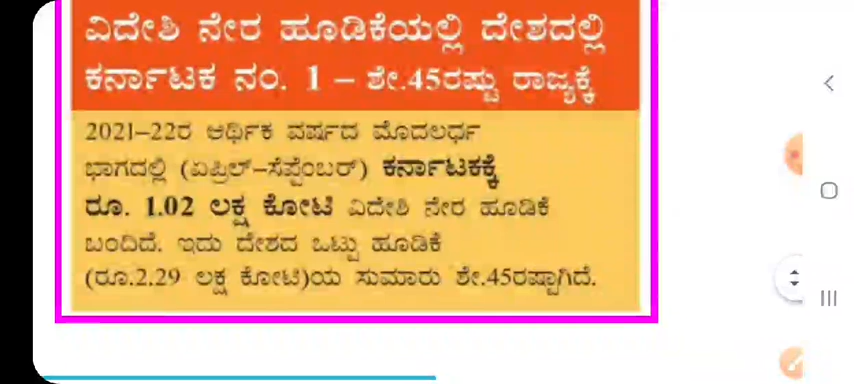 ವಿದೇಶಿ ನೇರ ಹೂಡಿಕೆಯಲ್ಲಿ ದೇಶದಲ್ಲಿ
ಕರ್ನಾಟಕ ನಂ. 1 – ಶೇ.45ರಷ್ಟು ರಾಜ್ಯಕ್ಕೆ
2021–22ರ ಆರ್ಥಿಕ ವರ್ಷದ ಮೊದಲರ್ಧ
ಭಾಗದಲ್ಲಿ (ಏಪ್ರಿಲ್–ಸೆಪ್ಟೆಂಬರ್) ಕರ್ನಾಟಕಕ್ಕೆ
ರೂ. 1.02 ಲಕ್ಷ ಕೋಟಿ ವಿದೇಶಿ ನೇರ ಹೂಡಿಕೆ
ಬಂದಿದೆ. ಇದು ದೇಶದ ಒಟ್ಟು ಹೂಡಿಕೆ
(ರೂ.2.29 ಲಕ್ಷ ಕೋಟಿ)ಯ ಸುಮಾರು ಶೇ.45ರಷ್ಟಾಗಿದೆ.